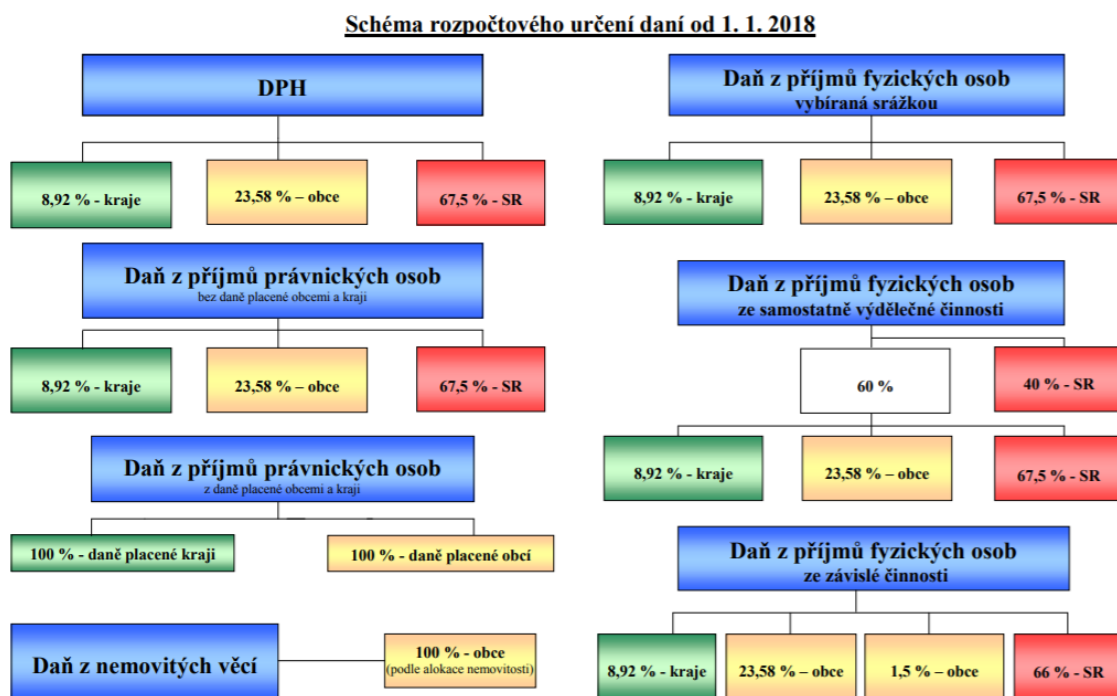 Schéma rozpočtového určení daní od 1. 1. 2018
DPH
8,92 % - kraje
23,58 % – obce
67,5 % - SR
Daň z příjmů právnických osob
bez daně placené obcemi a kraji
8,92 % - kraje
23,58 % – obce
67,5 % - SR
Daň z příjmů právnických osob
z daně placené obcemi a kraji
100 % - daně placené kraji
100 % - daně placené obcí
Daň z nemovitých věcí
100 % - obce
(podle alokace nemovitosti)
Daň z příjmů fyzických osob
vybíraná srážkou
8,92 % - kraje
23,58 % – obce
67,5 % - SR
Daň z příjmů fyzických osob
ze samostatně výdělečné činnosti
60 %
40 % - SR
8,92 % - kraje
23,58 % – obce
67,5 % - SR
Daň z příjmů fyzických osob
ze závislé činnosti
8,92 % - kraje
23,58 % – obce
1,5 % – obce
66 % - SR